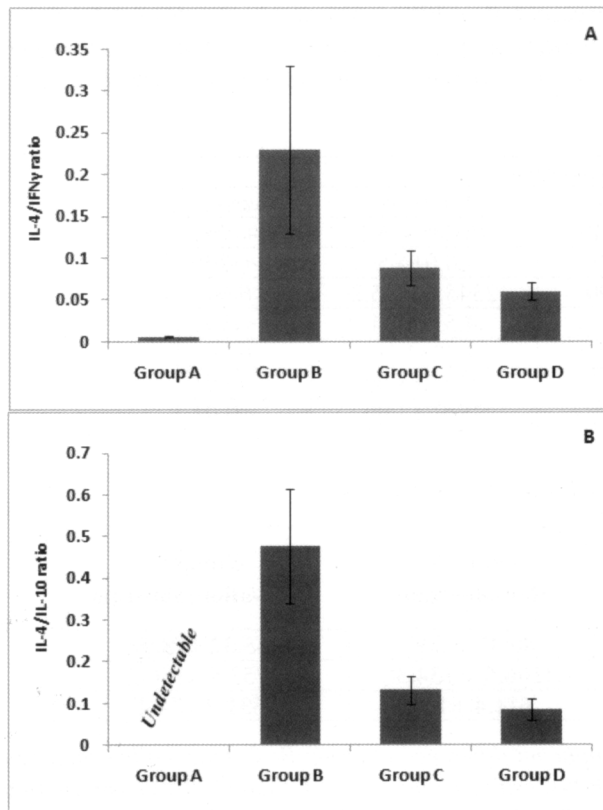 A
0.35
0.3
0.25
0.2
0.15
0.1
0.05
0
IL-4/IFNγ ratio
Group A Group B Group C Group D
B
0.7
0.6
0.5
0.4
0.3
0.2
0.1
0
IL-4/IL-10 ratio
Undetectable
Group A Group B Group C Group D